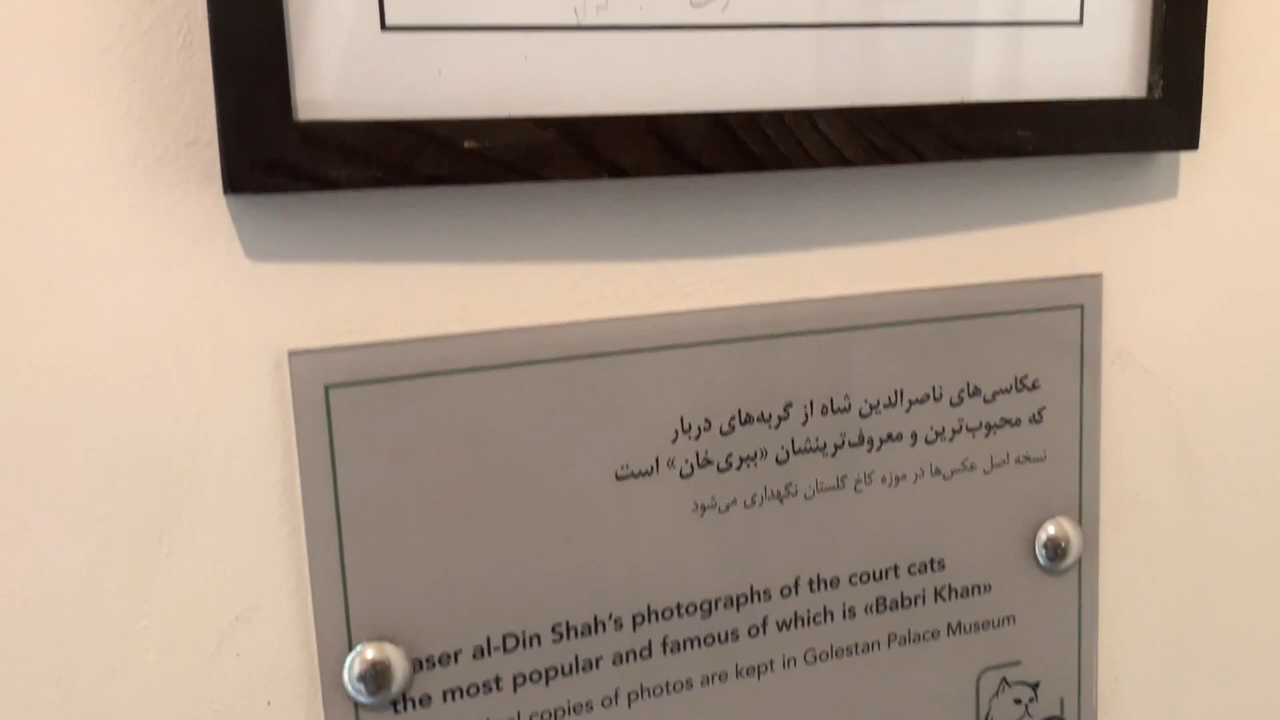 عکاسی‌های ناصرالدین شاه از گربه‌های دربار
که محبوب‌ترین و معروف‌ترینشان «ببری‌خان» است
نسخه اصل عکس‌ها در موزه کاخ گلستان نگهداری می‌شود
al-Din Shah's photographs of the court cats
the most popular and famous of which is «Babri Khan»
copies of photos are kept in Golestan Palace Museum